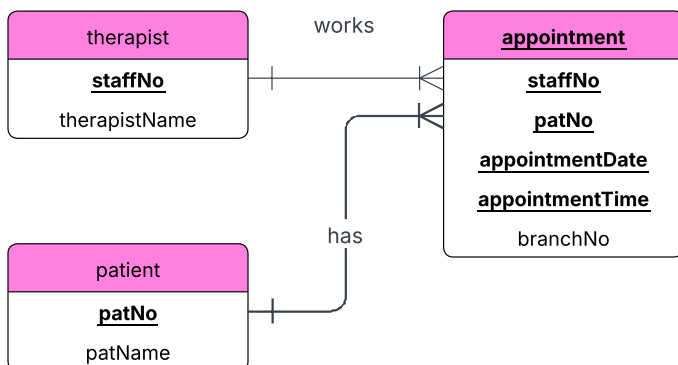 therapist
staffNo
therapistName
works
appointment
staffNo
patNo
appointmentDate
appointmentTime
branchNo
has
patient
patNo
patName